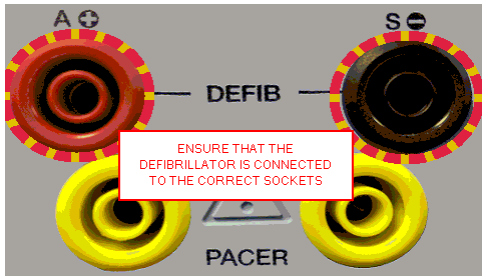 A + S -
DEFIB
ENSURE THAT THE
DEFIBRILLATOR IS CONNECTED
TO THE CORRECT SOCKETS
PACER